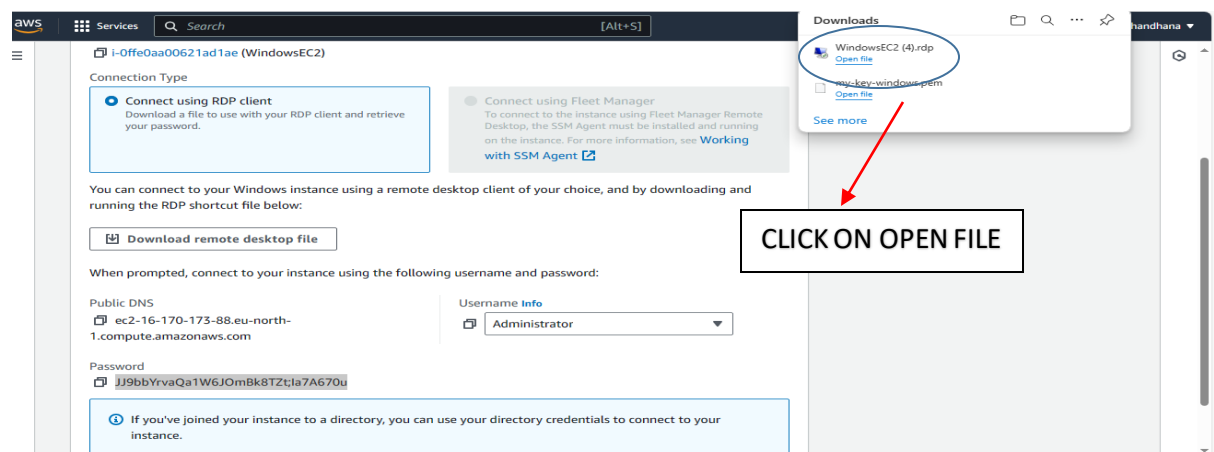 aws
Services
Search
[Alt+S]
handhana
Downloads
WindowsEC2 (4).rdp
Open file
my-key-windows.pem
Open file
See more
i-0ffe0aa00621ad1ae (WindowsEC2)
Connection Type
Connect using RDP client
Download a file to use with your RDP client and retrieve
your password.
Connect using Fleet Manager
To connect to the instance using Fleet Manager Remote
Desktop, the SSM Agent must be installed and running
on the instance. For more information, see Working
with SSM Agent
You can connect to your Windows instance using a remote desktop client of your choice, and by downloading and
running the RDP shortcut file below:
Download remote desktop file
CLICK ON OPEN FILE
When prompted, connect to your instance using the following username and password:
Public DNS
ec2-16-170-173-88.eu-north-
1.compute.amazonaws.com
Username Info
Administrator
Password
JJ9bbYrvaQa1W6JOmBk8TZt;Ia7A670u
If you've joined your instance to a directory, you can use your directory credentials to connect to your
instance.